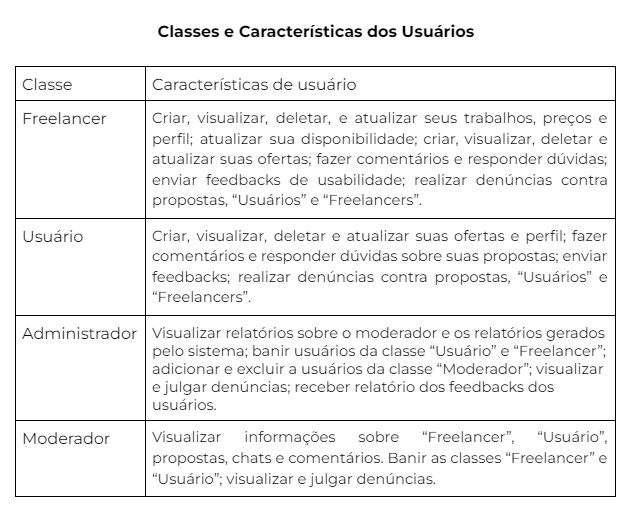 Classes e Características dos Usuários
Classe
Características de usuário
Freelancer
Criar, visualizar, deletar, e atualizar seus trabalhos, preços e
perfil; atualizar sua disponibilidade; criar, visualizar, deletar e
atualizar suas ofertas; fazer comentários e responder dúvidas;
enviar feedbacks de usabilidade; realizar denúncias contra
propostas, “Usuários” e “Freelancers”.
Usuário
Criar, visualizar, deletar e atualizar suas ofertas e perfil; fazer
comentários e responder dúvidas sobre suas propostas; enviar
feedbacks; realizar denúncias contra propostas, “Usuários” e
“Freelancers”.
Administrador
Visualizar relatórios sobre o moderador e os relatórios gerados
pelo sistema; banir usuários da classe “Usuário” e “Freelancer”;
adicionar e excluir a usuários da classe “Moderador”; visualizar
e julgar denúncias; receber relatório dos feedbacks dos
usuários.
Moderador
Visualizar informações sobre “Freelancer”, “Usuário”,
propostas, chats e comentários. Banir as classes “Freelancer” e
“Usuário”; visualizar e julgar denúncias.